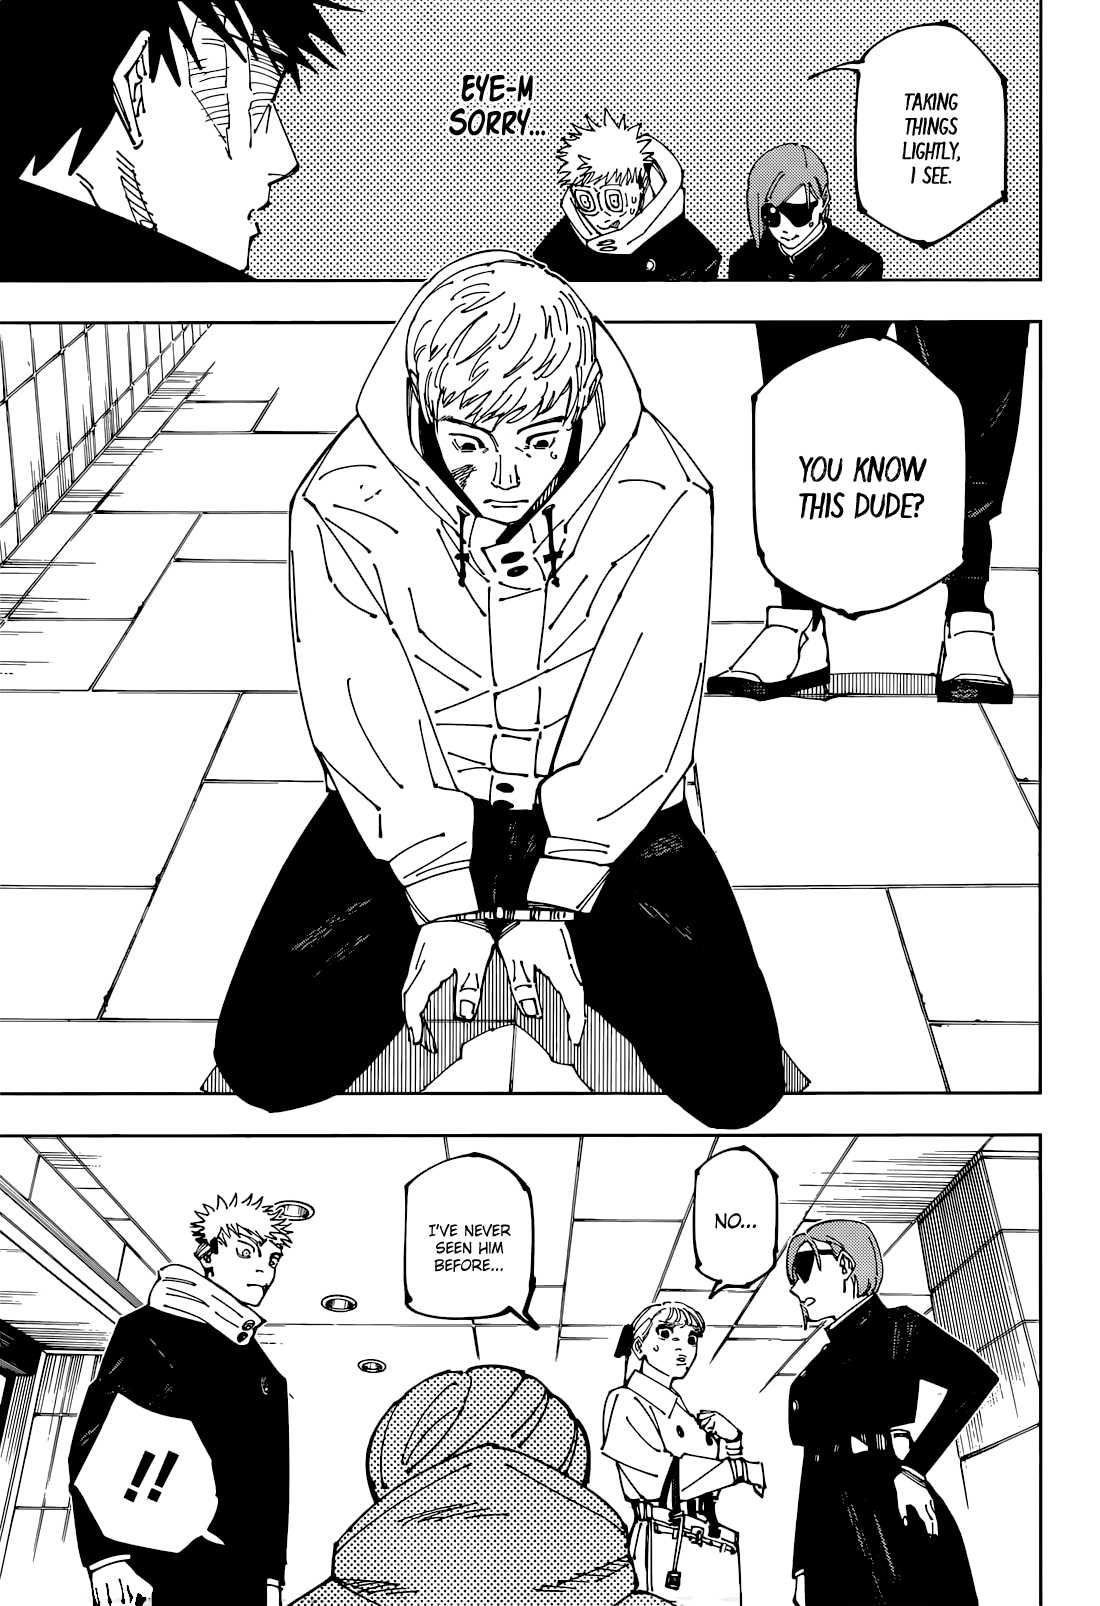 TAKING
THINGS
LIGHTLY,
I SEE.
EYE-M
SORRY...
YOU KNOW
THIS DUDE?
NO...
I'VE NEVER
SEEN HIM
BEFORE...
!!